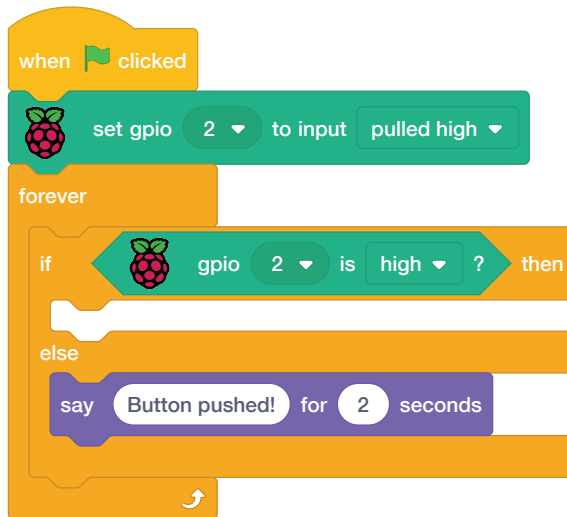 when clicked
set gpio 2 to input pulled high
forever
if gpio 2 is high ? then
else
say Button pushed! for 2 seconds